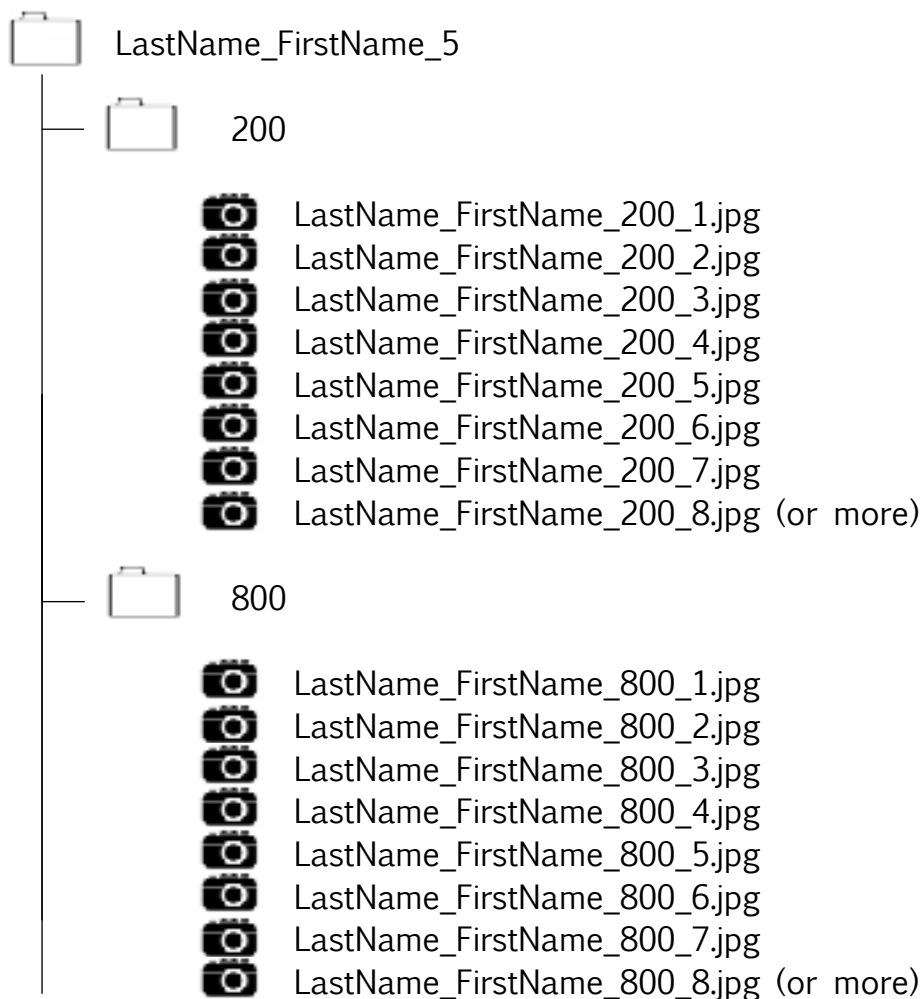 LastName_FirstName_5
200
LastName_FirstName_200_1.jpg
LastName_FirstName_200_2.jpg
LastName_FirstName_200_3.jpg
LastName_FirstName_200_4.jpg
LastName_FirstName_200_5.jpg
LastName_FirstName_200_6.jpg
LastName_FirstName_200_7.jpg
LastName_FirstName_200_8.jpg (or more)
800
LastName_FirstName_800_1.jpg
LastName_FirstName_800_2.jpg
LastName_FirstName_800_3.jpg
LastName_FirstName_800_4.jpg
LastName_FirstName_800_5.jpg
LastName_FirstName_800_6.jpg
LastName_FirstName_800_7.jpg
LastName_FirstName_800_8.jpg (or more)